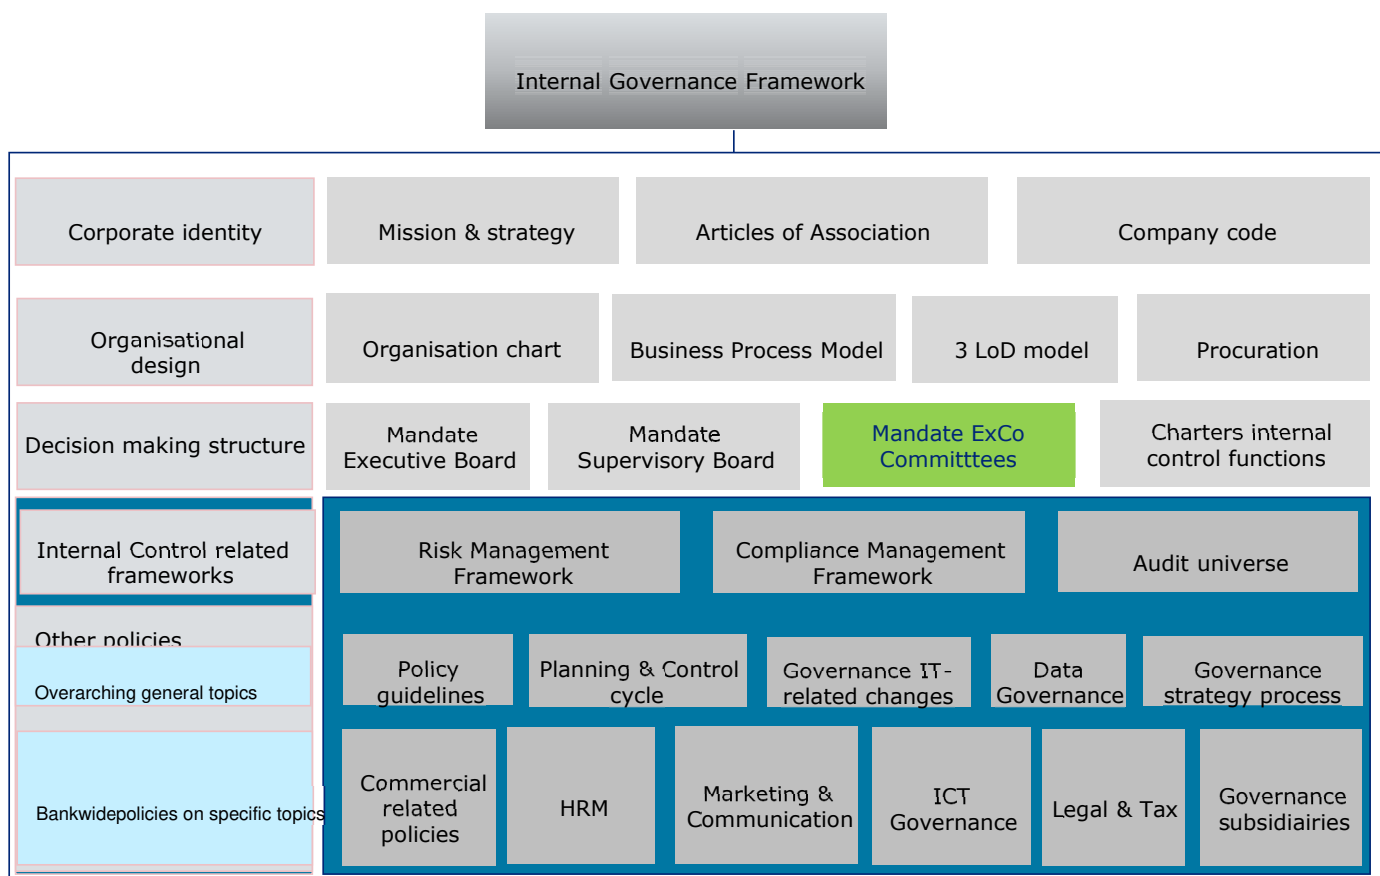 Internal Governance Framework
Corporate identity
Mission & strategy
Articles of Association
Company code
Organisational
design
Organisation chart
Business Process Model
3 LoD model
Procuration
Decision making structure
Mandate
Executive Board
Mandate
Supervisory Board
Mandate ExCo
Committtees
Charters internal
control functions
Internal Control related
frameworks
Risk Management
Framework
Compliance Management
Framework
Audit universe
Other policies
Overarching general topics
Policy
guidelines
Planning & Control
cycle
Governance IT-
related changes
Data
Governance
Governance
strategy process
Bankwidepolicies on specific topics
Commercial
related
policies
HRM
Marketing &
Communication
ICT
Governance
Legal & Tax
Governance
subsidiairies